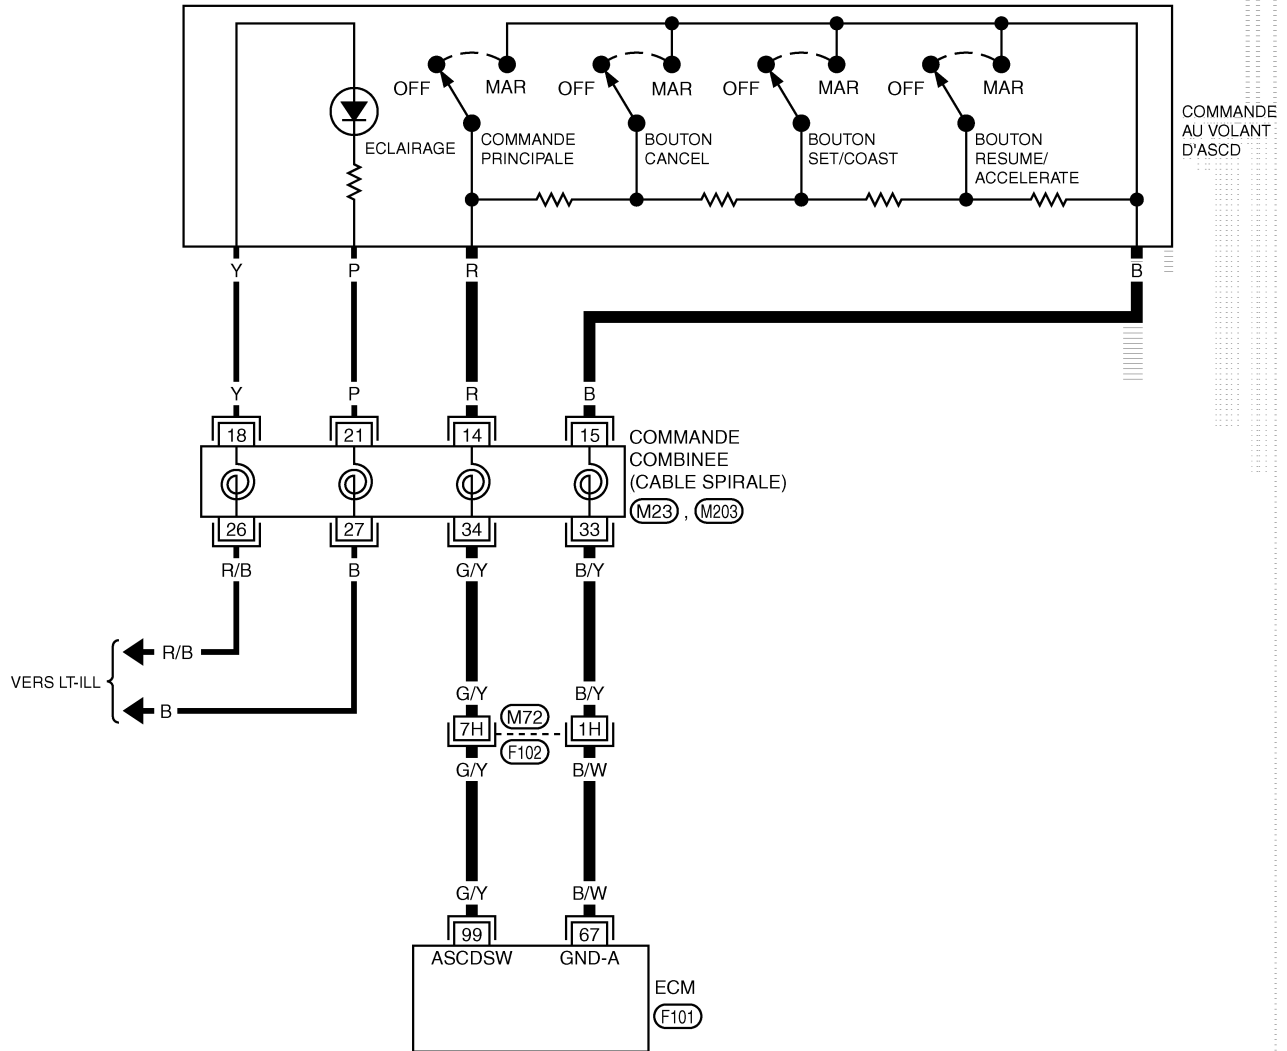 OFF MAR OFF MAR OFF MAR OFF MAR
ECLAIRAGE
COMMANDE
PRINCIPALE
BOUTON
CANCEL
BOUTON
SET/COAST
BOUTON
RESUME/
ACCELERATE
COMMANDE
AU VOLANT
D'ASCD
Y P R B
Y P R B
18 21 14 15
COMMANDE
COMBINEE
(CABLE SPIRALE)
M23 , M203
26 27 34 33
R/B B G/Y B/Y
R/B
VERS LT-ILL
B
G/Y B/Y
7H M72 1H
F102
G/Y B/W
G/Y B/W
99 67
ASCDSW GND-A
ECM
F101